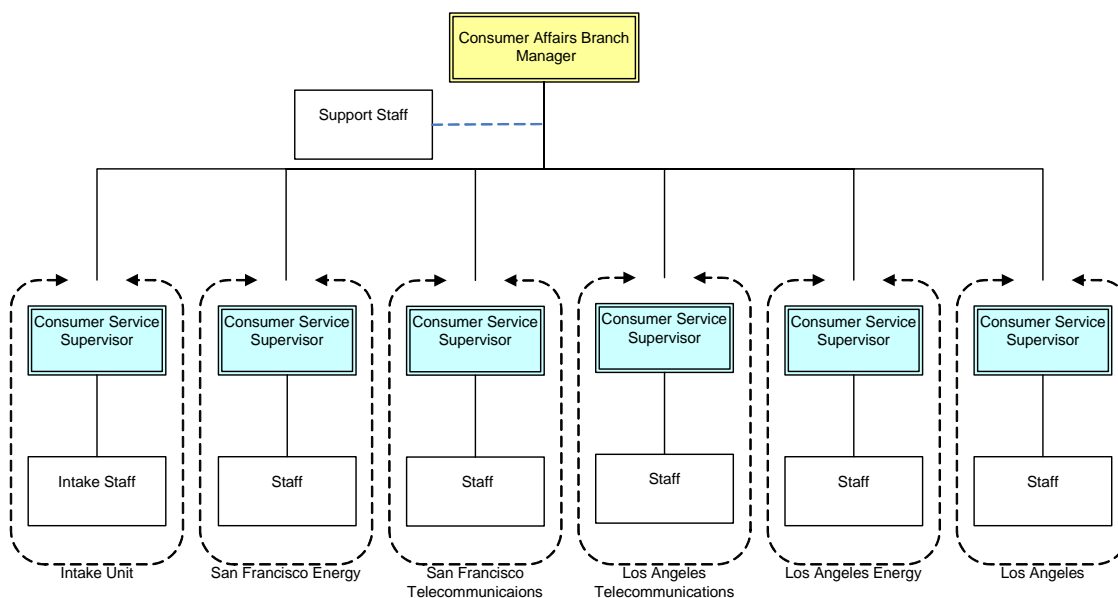 Consumer Affairs Branch
Manager
Support Staff
Consumer Service
Supervisor
Consumer Service
Supervisor
Consumer Service
Supervisor
Consumer Service
Supervisor
Consumer Service
Supervisor
Consumer Service
Supervisor
Intake Staff
Staff
Staff
Staff
Staff
Staff
Intake Unit
San Francisco Energy
San Francisco
Telecommunicaions
Los Angeles
Telecommunications
Los Angeles Energy
Los Angeles